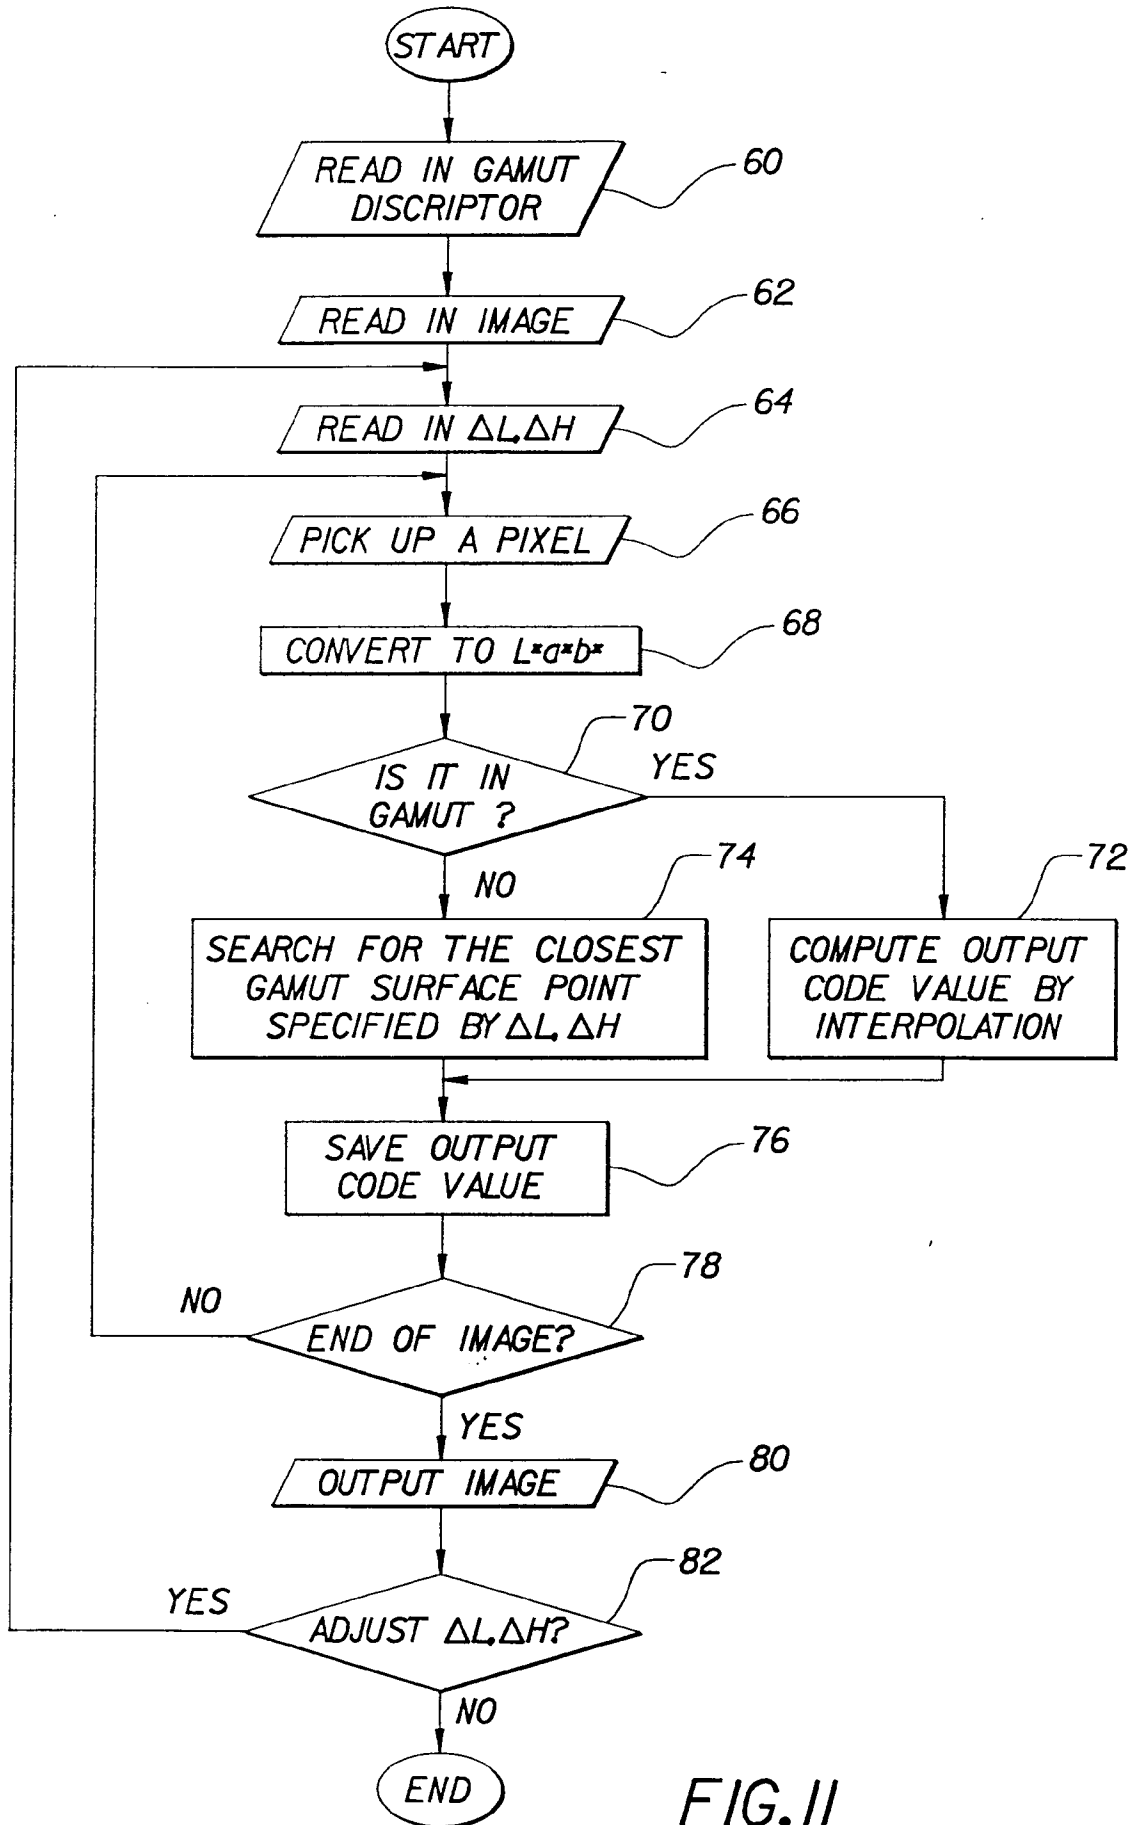 START
READ IN GAMUT
DISCRIPTOR
60
READ IN IMAGE
62
READ IN ΔL,ΔH
64
PICK UP A PIXEL
66
CONVERT TO L*a*b*
68
IS IT IN
GAMUT ?
70
YES
NO
SEARCH FOR THE CLOSEST
GAMUT SURFACE POINT
SPECIFIED BY ΔL, ΔH
74
COMPUTE OUTPUT
CODE VALUE BY
INTERPOLATION
72
SAVE OUTPUT
CODE VALUE
76
END OF IMAGE?
78
NO
YES
OUTPUT IMAGE
80
ADJUST ΔL,ΔH?
82
YES
NO
END
FIG.11